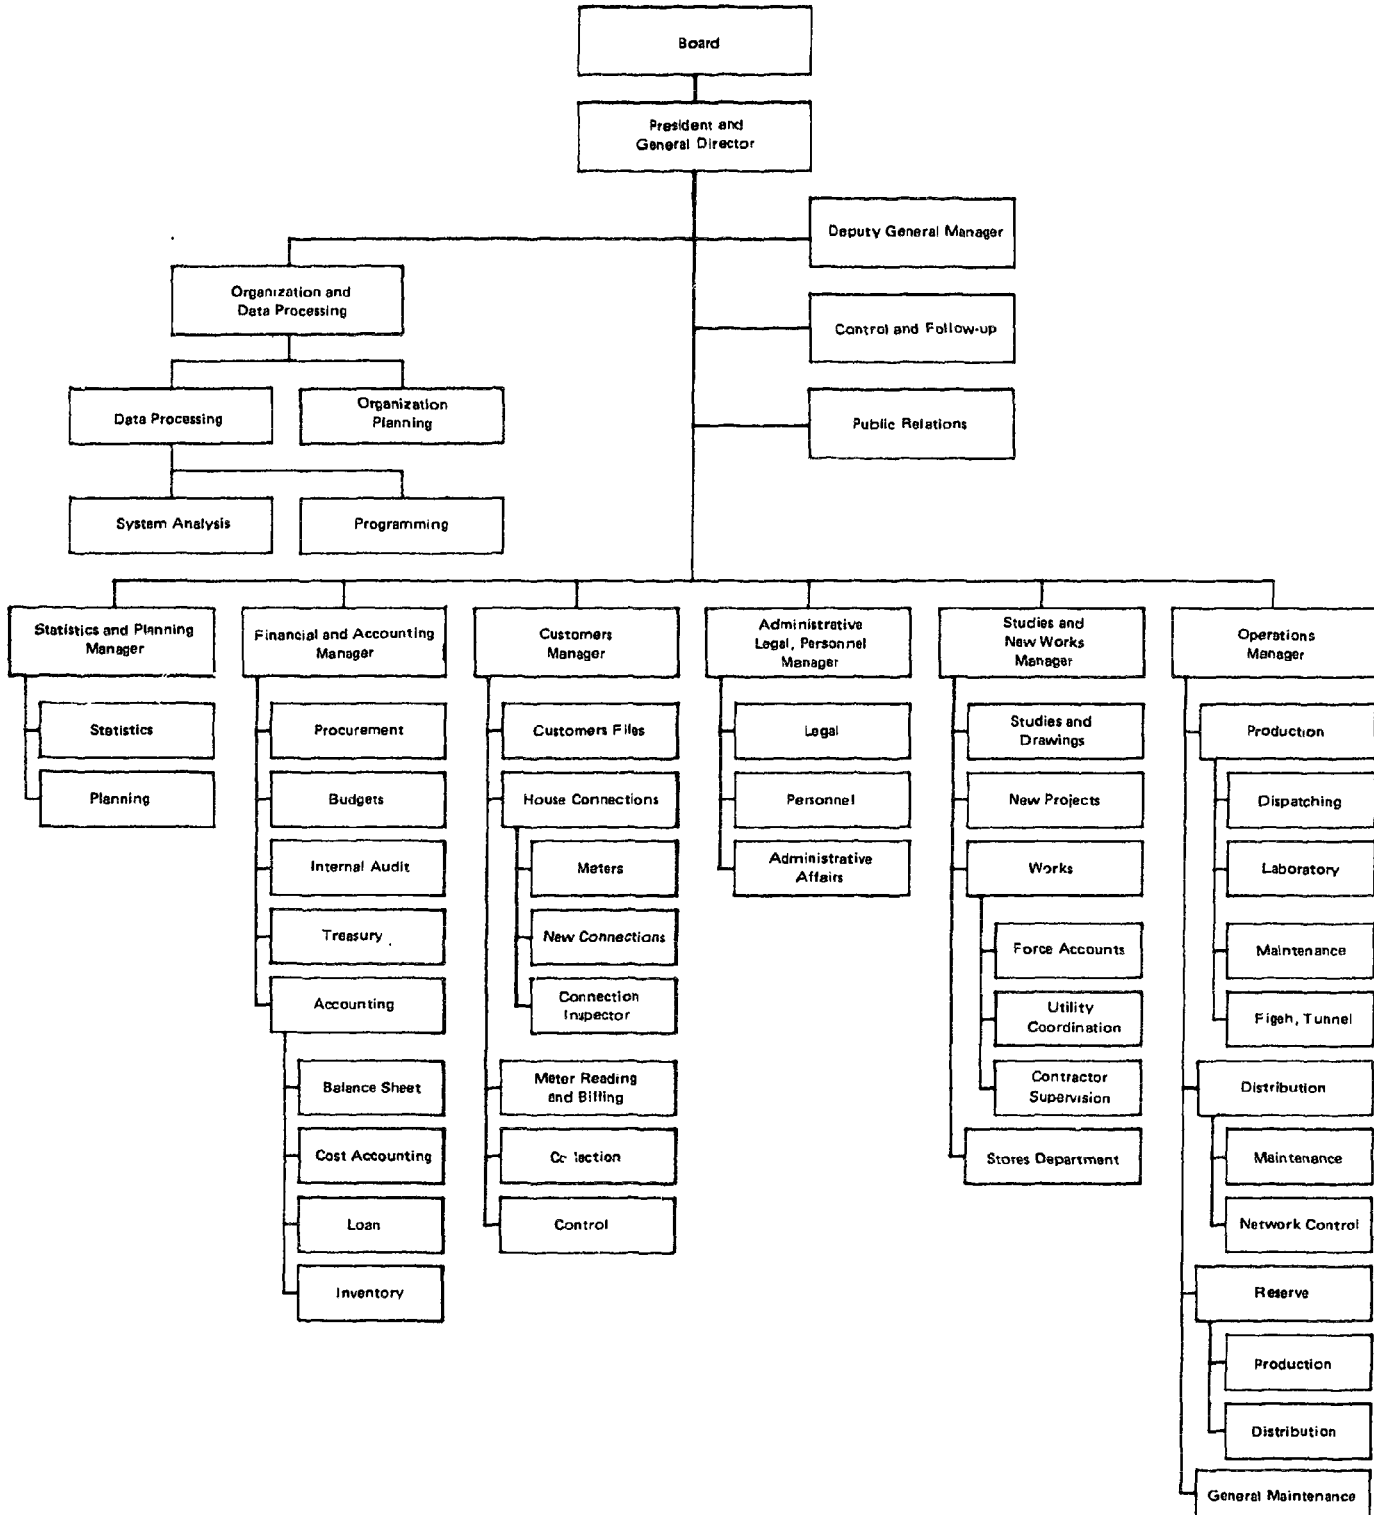 Board
President and
General Director
Deputy General Manager
Organization and
Data Processing
Control and Follow-up
Data Processing
Organization
Planning
Public Relations
System Analysis
Programming
Statistics and Planning
Manager
Statistics
Planning
Financial and Accounting
Manager
Procurement
Budgets
Internal Audit
Treasury
Accounting
Balance Sheet
Cost Accounting
Loan
Inventory
Customers
Manager
Customers Files
House Connections
Meters
New Connections
Connection
Inspector
Meter Reading
and Billing
Collection
Control
Administrative
Legal, Personnel
Manager
Legal
Personnel
Administrative
Affairs
Studies and
New Works
Manager
Studies and
Drawings
New Projects
Works
Force Accounts
Utility
Coordination
Contractor
Supervision
Stores Department
Operations
Manager
Production
Dispatching
Laboratory
Maintenance
Figeh, Tunnel
Distribution
Maintenance
Network Control
Reserve
Production
Distribution
General Maintenance